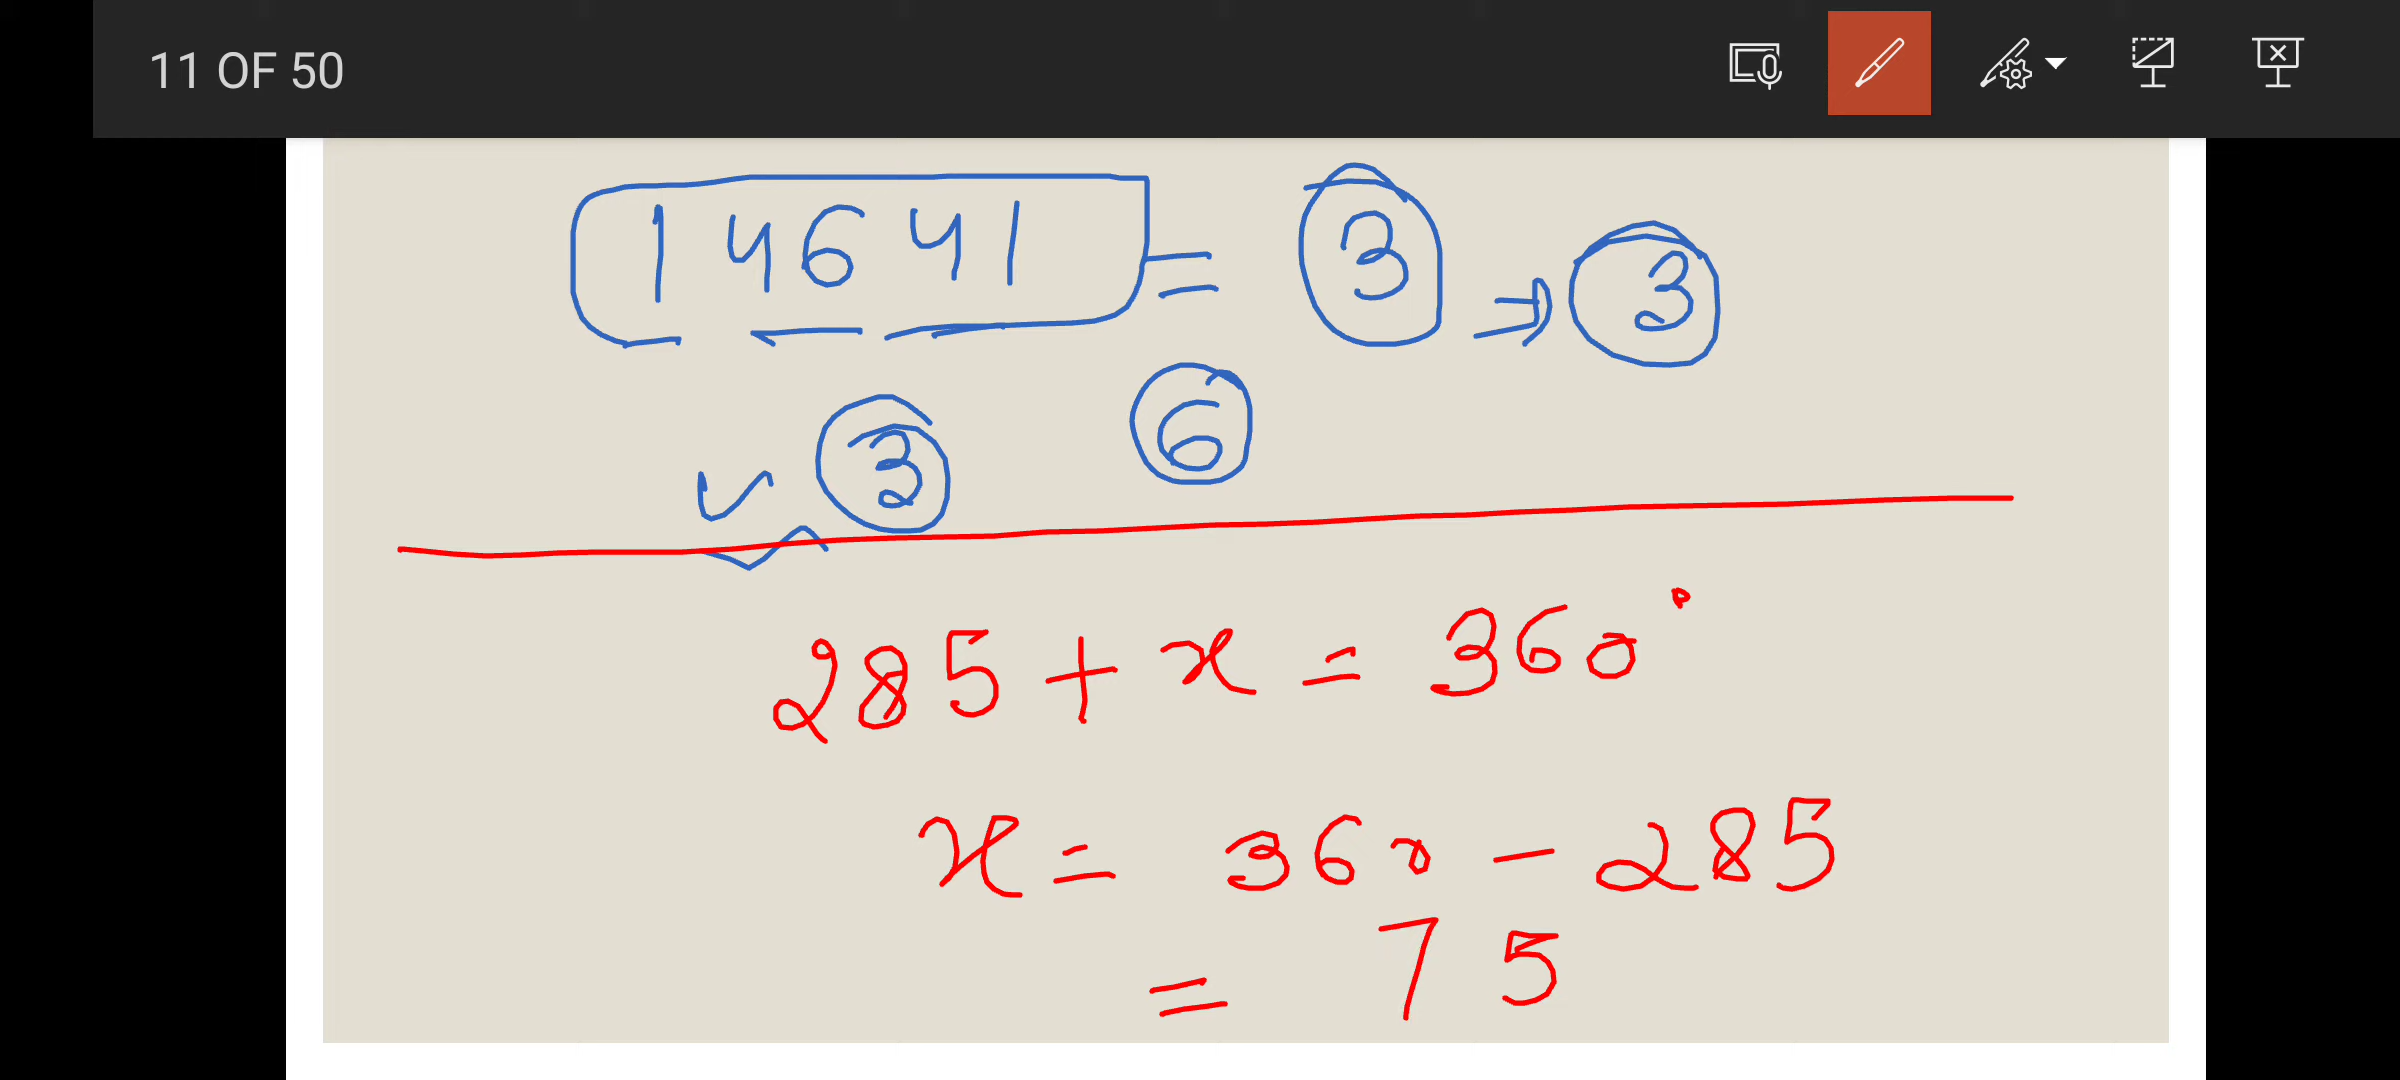 11 OF 50
14641 = 3 ⇒ 3
3 6
285 + x = 360°
x = 360 - 285
= 75